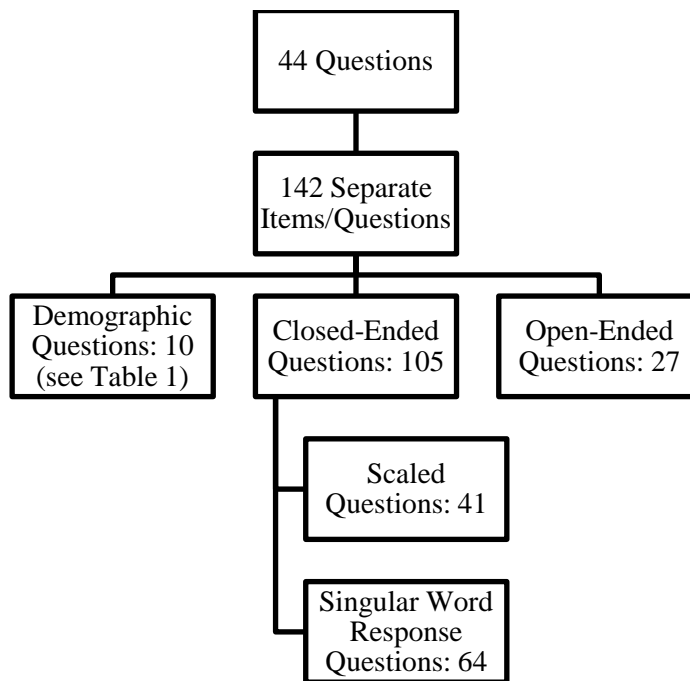 44 Questions
142 Separate
Items/Questions
Demographic
Questions: 10
(see Table 1)
Closed-Ended
Questions: 105
Open-Ended
Questions: 27
Scaled
Questions: 41
Singular Word
Response
Questions: 64